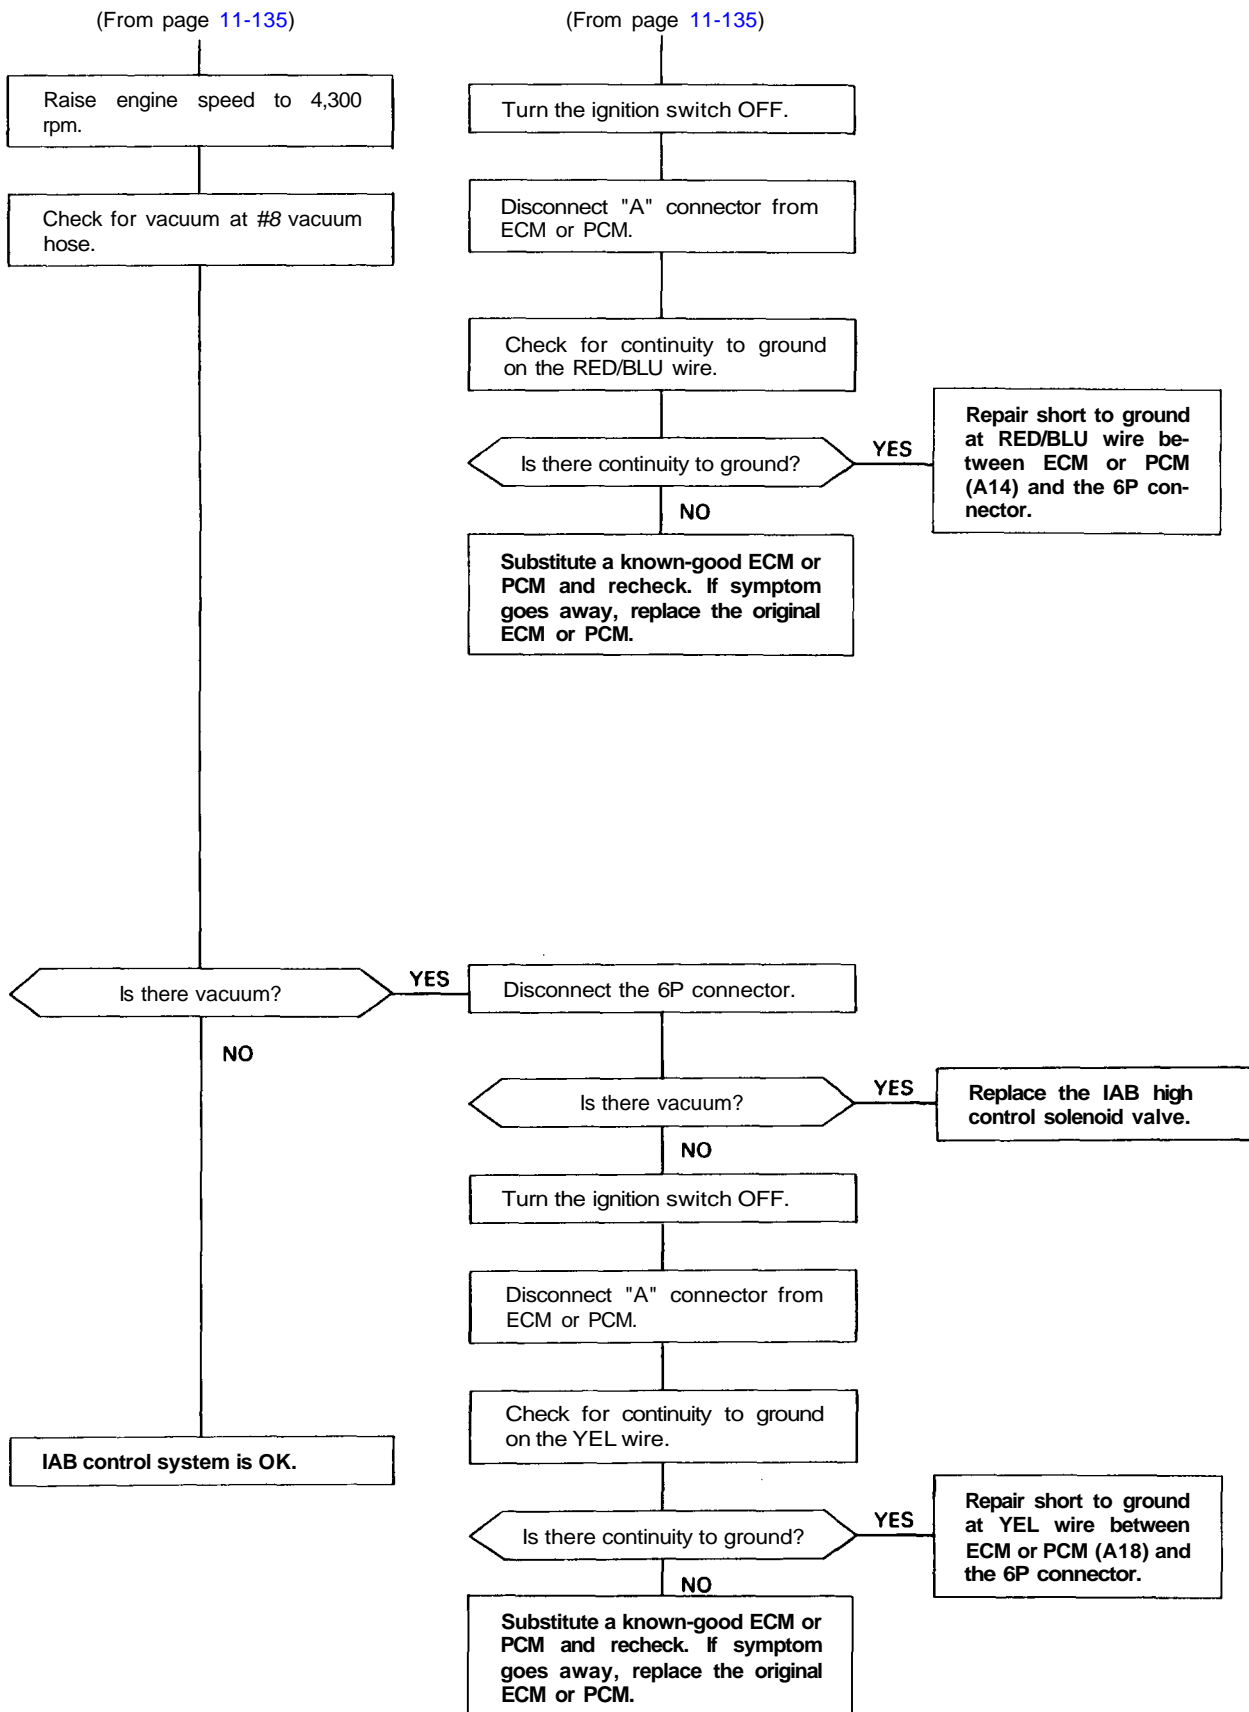 (From page 11-135)
Raise engine speed to 4,300
rpm.
Check for vacuum at #8 vacuum
hose.
Is there vacuum?
YES
NO
IAB control system is OK.
(From page 11-135)
Turn the ignition switch OFF.
Disconnect "A" connector from
ECM or PCM.
Check for continuity to ground
on the RED/BLU wire.
Is there continuity to ground?
YES
Repair short to ground
at RED/BLU wire be-
tween ECM or PCM
(A14) and the 6P con-
nector.
NO
Substitute a known-good ECM or
PCM and recheck. If symptom
goes away, replace the original
ECM or PCM.
Disconnect the 6P connector.
Is there vacuum?
YES
Replace the IAB high
control solenoid valve.
NO
Turn the ignition switch OFF.
Disconnect "A" connector from
ECM or PCM.
Check for continuity to ground
on the YEL wire.
Is there continuity to ground?
YES
Repair short to ground
at YEL wire between
ECM or PCM (A18) and
the 6P connector.
NO
Substitute a known-good ECM or
PCM and recheck. If symptom
goes away, replace the original
ECM or PCM.